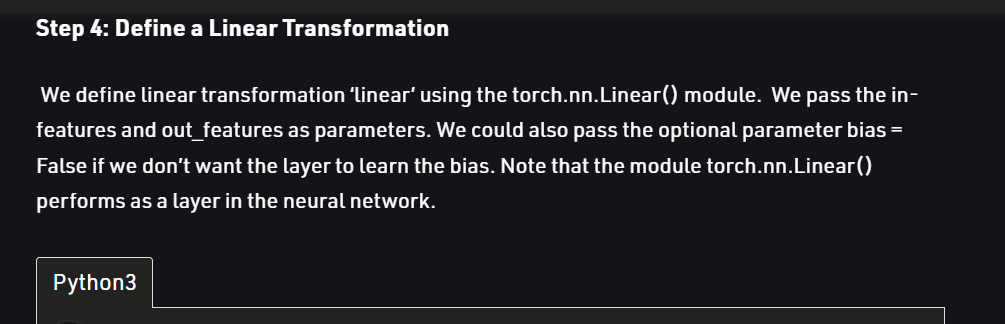 Step 4: Define a Linear Transformation
We define linear transformation ‘linear’ using the torch.nn.Linear() module.  We pass the in-
features and out_features as parameters. We could also pass the optional parameter bias =
False if we don’t want the layer to learn the bias. Note that the module torch.nn.Linear()
performs as a layer in the neural network.
Python3